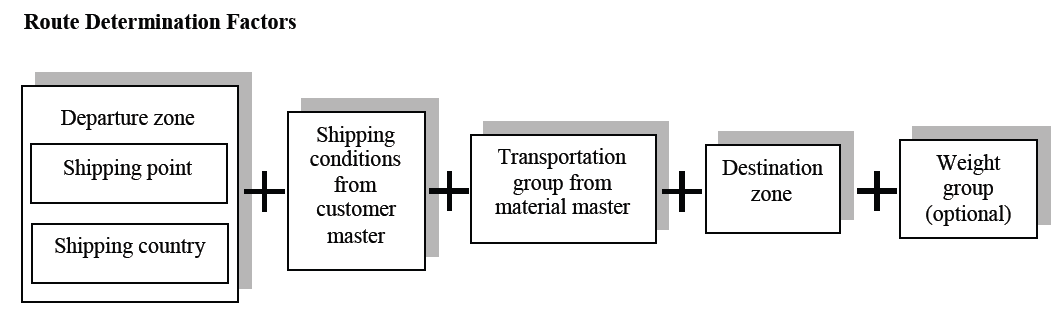 Route Determination Factors
Departure zone
Shipping point
Shipping country
+
Shipping
conditions
from
customer
master
+
Transportation
group from
material master
+
Destination
zone
+
Weight
group
(optional)